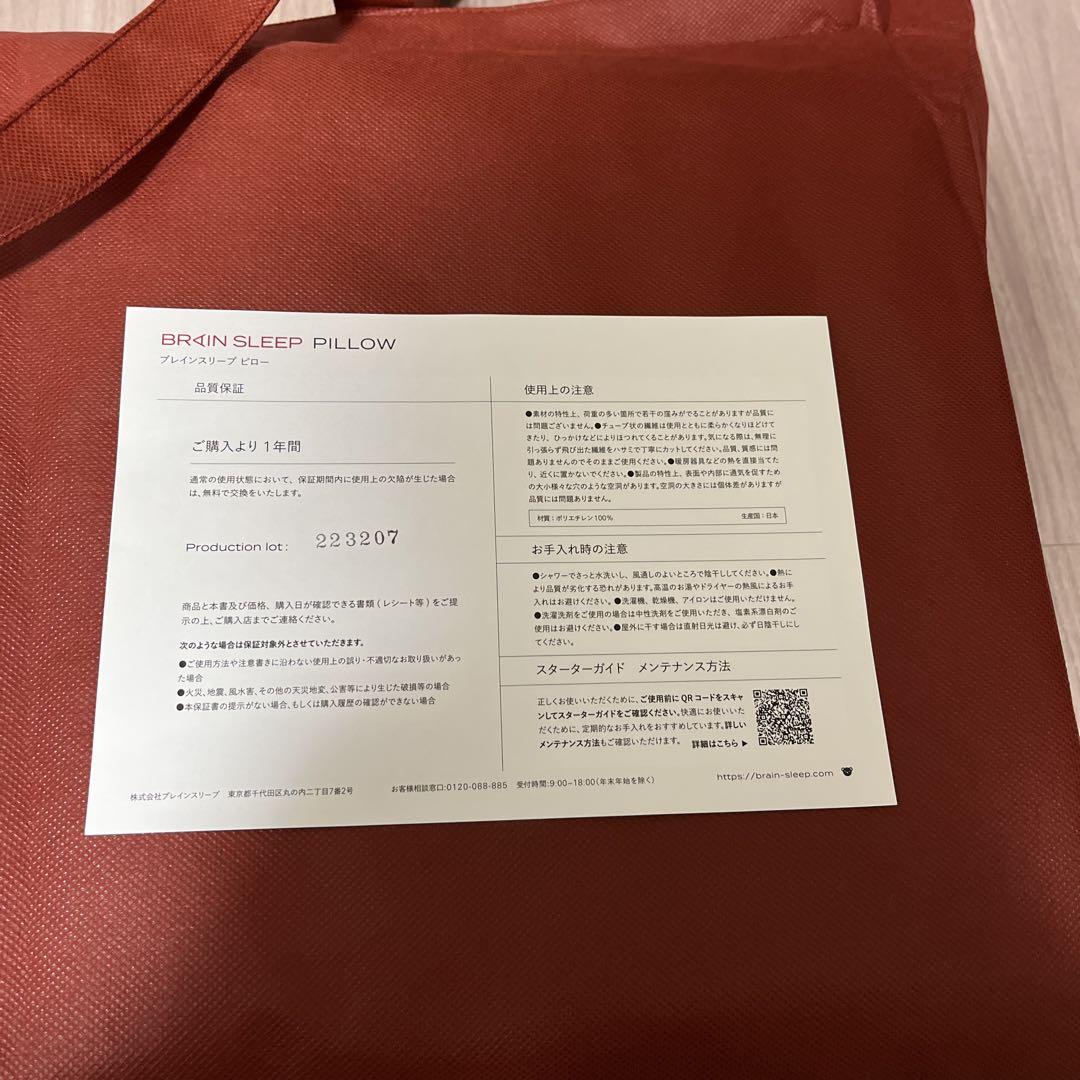 BRAIN SLEEP PILLOW
ブレインスリープ ピロー
品質保証
ご購入より1年間
通常の使用状態において、保証期間内に使用上の欠陥が生じた場合
は、無料で交換をいたします。
Production lot : 223207
商品と本書及び価格、購入日が確認できる書類(レシート等)をご提
示の上、ご購入店までご連絡ください。
次のような場合は保証対象外とさせていただきます。
●ご使用方法や注意書きに沿わない使用上の誤り・不適切なお取り扱いがあっ
た場合
●火災、地震、風水害、その他の天災地変、公害等により生じた破損等の場合
●本保証書の提示がない場合、もしくは購入履歴の確認ができない場合
使用上の注意
●素材の特性上、荷重の多い箇所で若干の窪みがでることがありますが品質に
は問題ございません。●チューブ状の繊維は使用とともに柔らかくなりほどけて
きたり、ひっかけなどによりほつれてくることがあります。気になる際は、無理に
引っ張らず飛び出た繊維をハサミで丁寧にカットしてください。品質、質感には問
題ありませんのでそのままご使用ください。●暖房器具などの熱を直接当てた
り、近くに置かないでください。●製品の特性上、表面や内部に通気を促すため
の大小様々な穴のような空洞があります。空洞の大きさには個体差がありますが
品質には問題ありません。
材質:ポリエチレン100% 生産国:日本
お手入れ時の注意
●シャワーでさっと水洗いし、風通しのよいところで陰干ししてください。●熱に
より品質が劣化する恐れがあります。高温のお湯やドライヤーの熱風によるお手
入れはお避けください。●洗濯機、乾燥機、アイロンはご使用いただけません。
●洗濯洗剤をご使用の場合は中性洗剤をご使用いただき、塩素系漂白剤のご
使用はお避けください。●屋外に干す場合は直射日光は避け、必ず日陰干しにし
てください。
スターターガイド メンテナンス方法
正しくお使いいただくために、ご使用前にQRコードをスキャ
ンしてスターターガイドをご確認ください。快適にお使いいた
だくために、定期的なお手入れをおすすめしています。詳しい
メンテナンス方法もご確認いただけます。 詳細はこちら ▶
株式会社ブレインスリープ 東京都千代田区丸の内二丁目7番2号 お客様相談窓口:0120-088-885 受付時間:9:00-18:00(年末年始を除く) https://brain-sleep.com